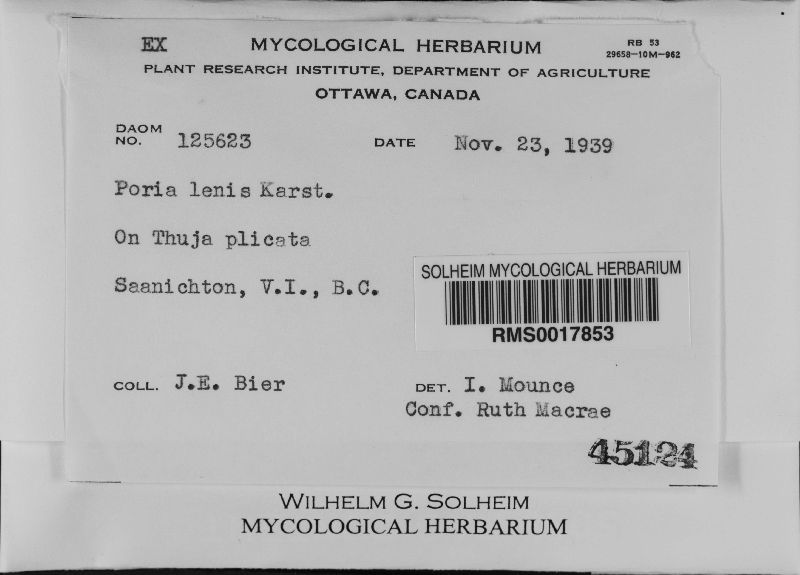 EX MYCOLOGICAL HERBARIUM RB 53
29658-10M-962
PLANT RESEARCH INSTITUTE, DEPARTMENT OF AGRICULTURE
OTTAWA, CANADA
DAOM
NO. 125623 DATE Nov. 23, 1939
Poria lenis Karst.
On Thuja plicata
Saanichton, V.I., B.C.
SOLHEIM MYCOLOGICAL HERBARIUM
RMS0017853
COLL. J.E. Bier DET. I. Mounce
Conf. Ruth Macrae
45124
WILHELM G. SOLHEIM
MYCOLOGICAL HERBARIUM